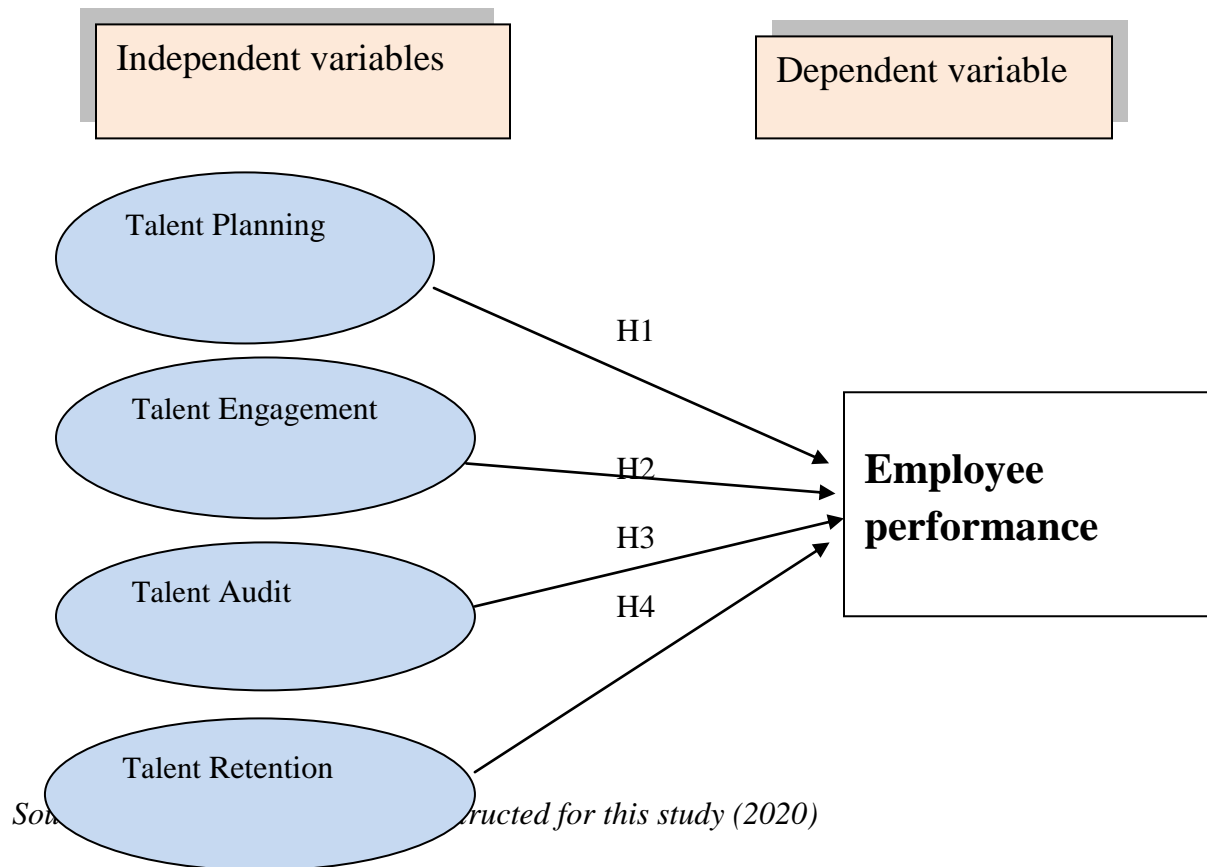 Independent variables
Dependent variable
Talent Planning
H1
Talent Engagement
H2
Employee
performance
H3
Talent Audit
H4
Talent Retention
for this study (2020)